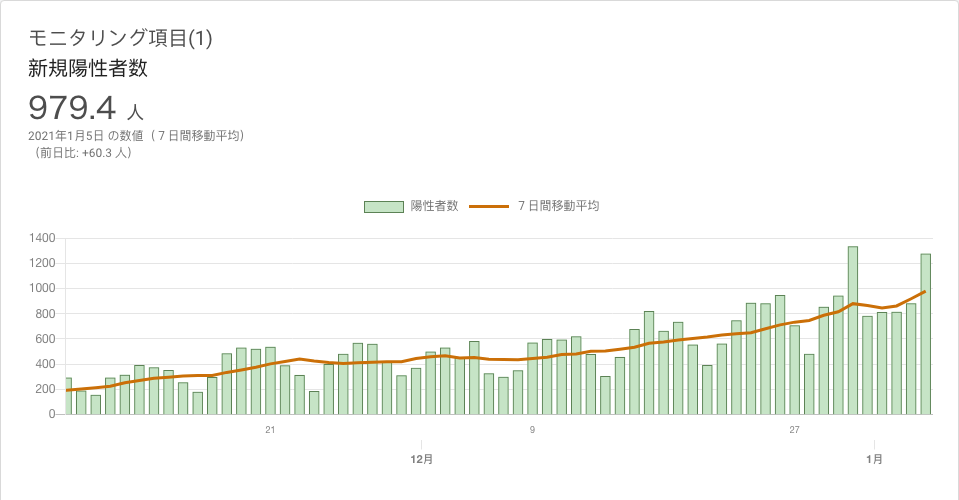 モニタリング項目(1)
新規陽性者数
979.4 人
2021年1月5日 の数値（７日間移動平均）
（前日比: +60.3 人）
陽性者数 ７日間移動平均
1400
1200
1000
800
600
400
200
0
21 9 27
12月 1月